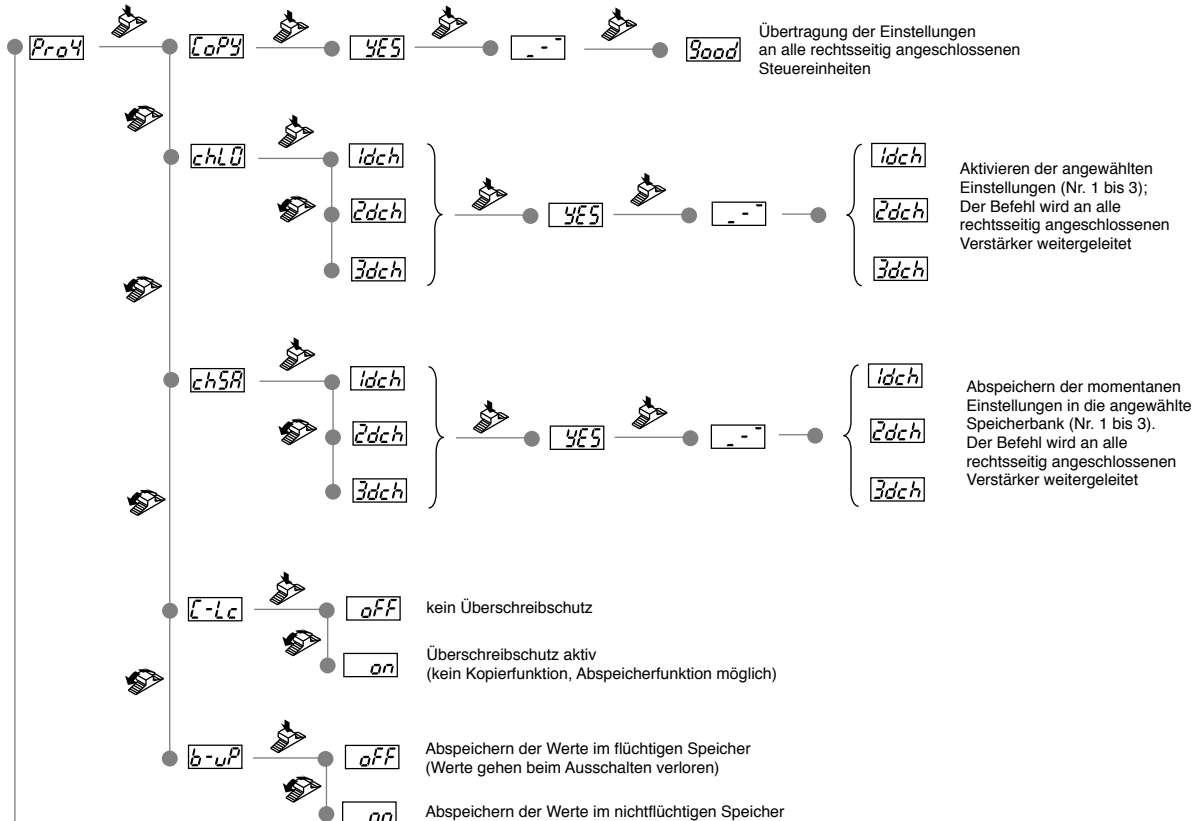 Pro4
CoPY
YES
_-¯
good
Übertragung der Einstellungen
an alle rechtsseitig angeschlossenen
Steuereinheiten
chLO
1dch
2dch
3dch
YES
_-¯
1dch
2dch
3dch
Aktivieren der angewählten
Einstellungen (Nr. 1 bis 3);
Der Befehl wird an alle
rechtsseitig angeschlossenen
Verstärker weitergeleitet
chSA
1dch
2dch
3dch
YES
_-¯
1dch
2dch
3dch
Abspeichern der momentanen
Einstellungen in die angewählte
Speicherbank (Nr. 1 bis 3).
Der Befehl wird an alle
rechtsseitig angeschlossenen
Verstärker weitergeleitet
C-Lc
oFF
kein Überschreibschutz
on
Überschreibschutz aktiv
(kein Kopierfunktion, Abspeicherfunktion möglich)
b-uP
oFF
Abspeichern der Werte im flüchtigen Speicher
(Werte gehen beim Ausschalten verloren)
on
Abspeichern der Werte im nichtflüchtigen Speicher